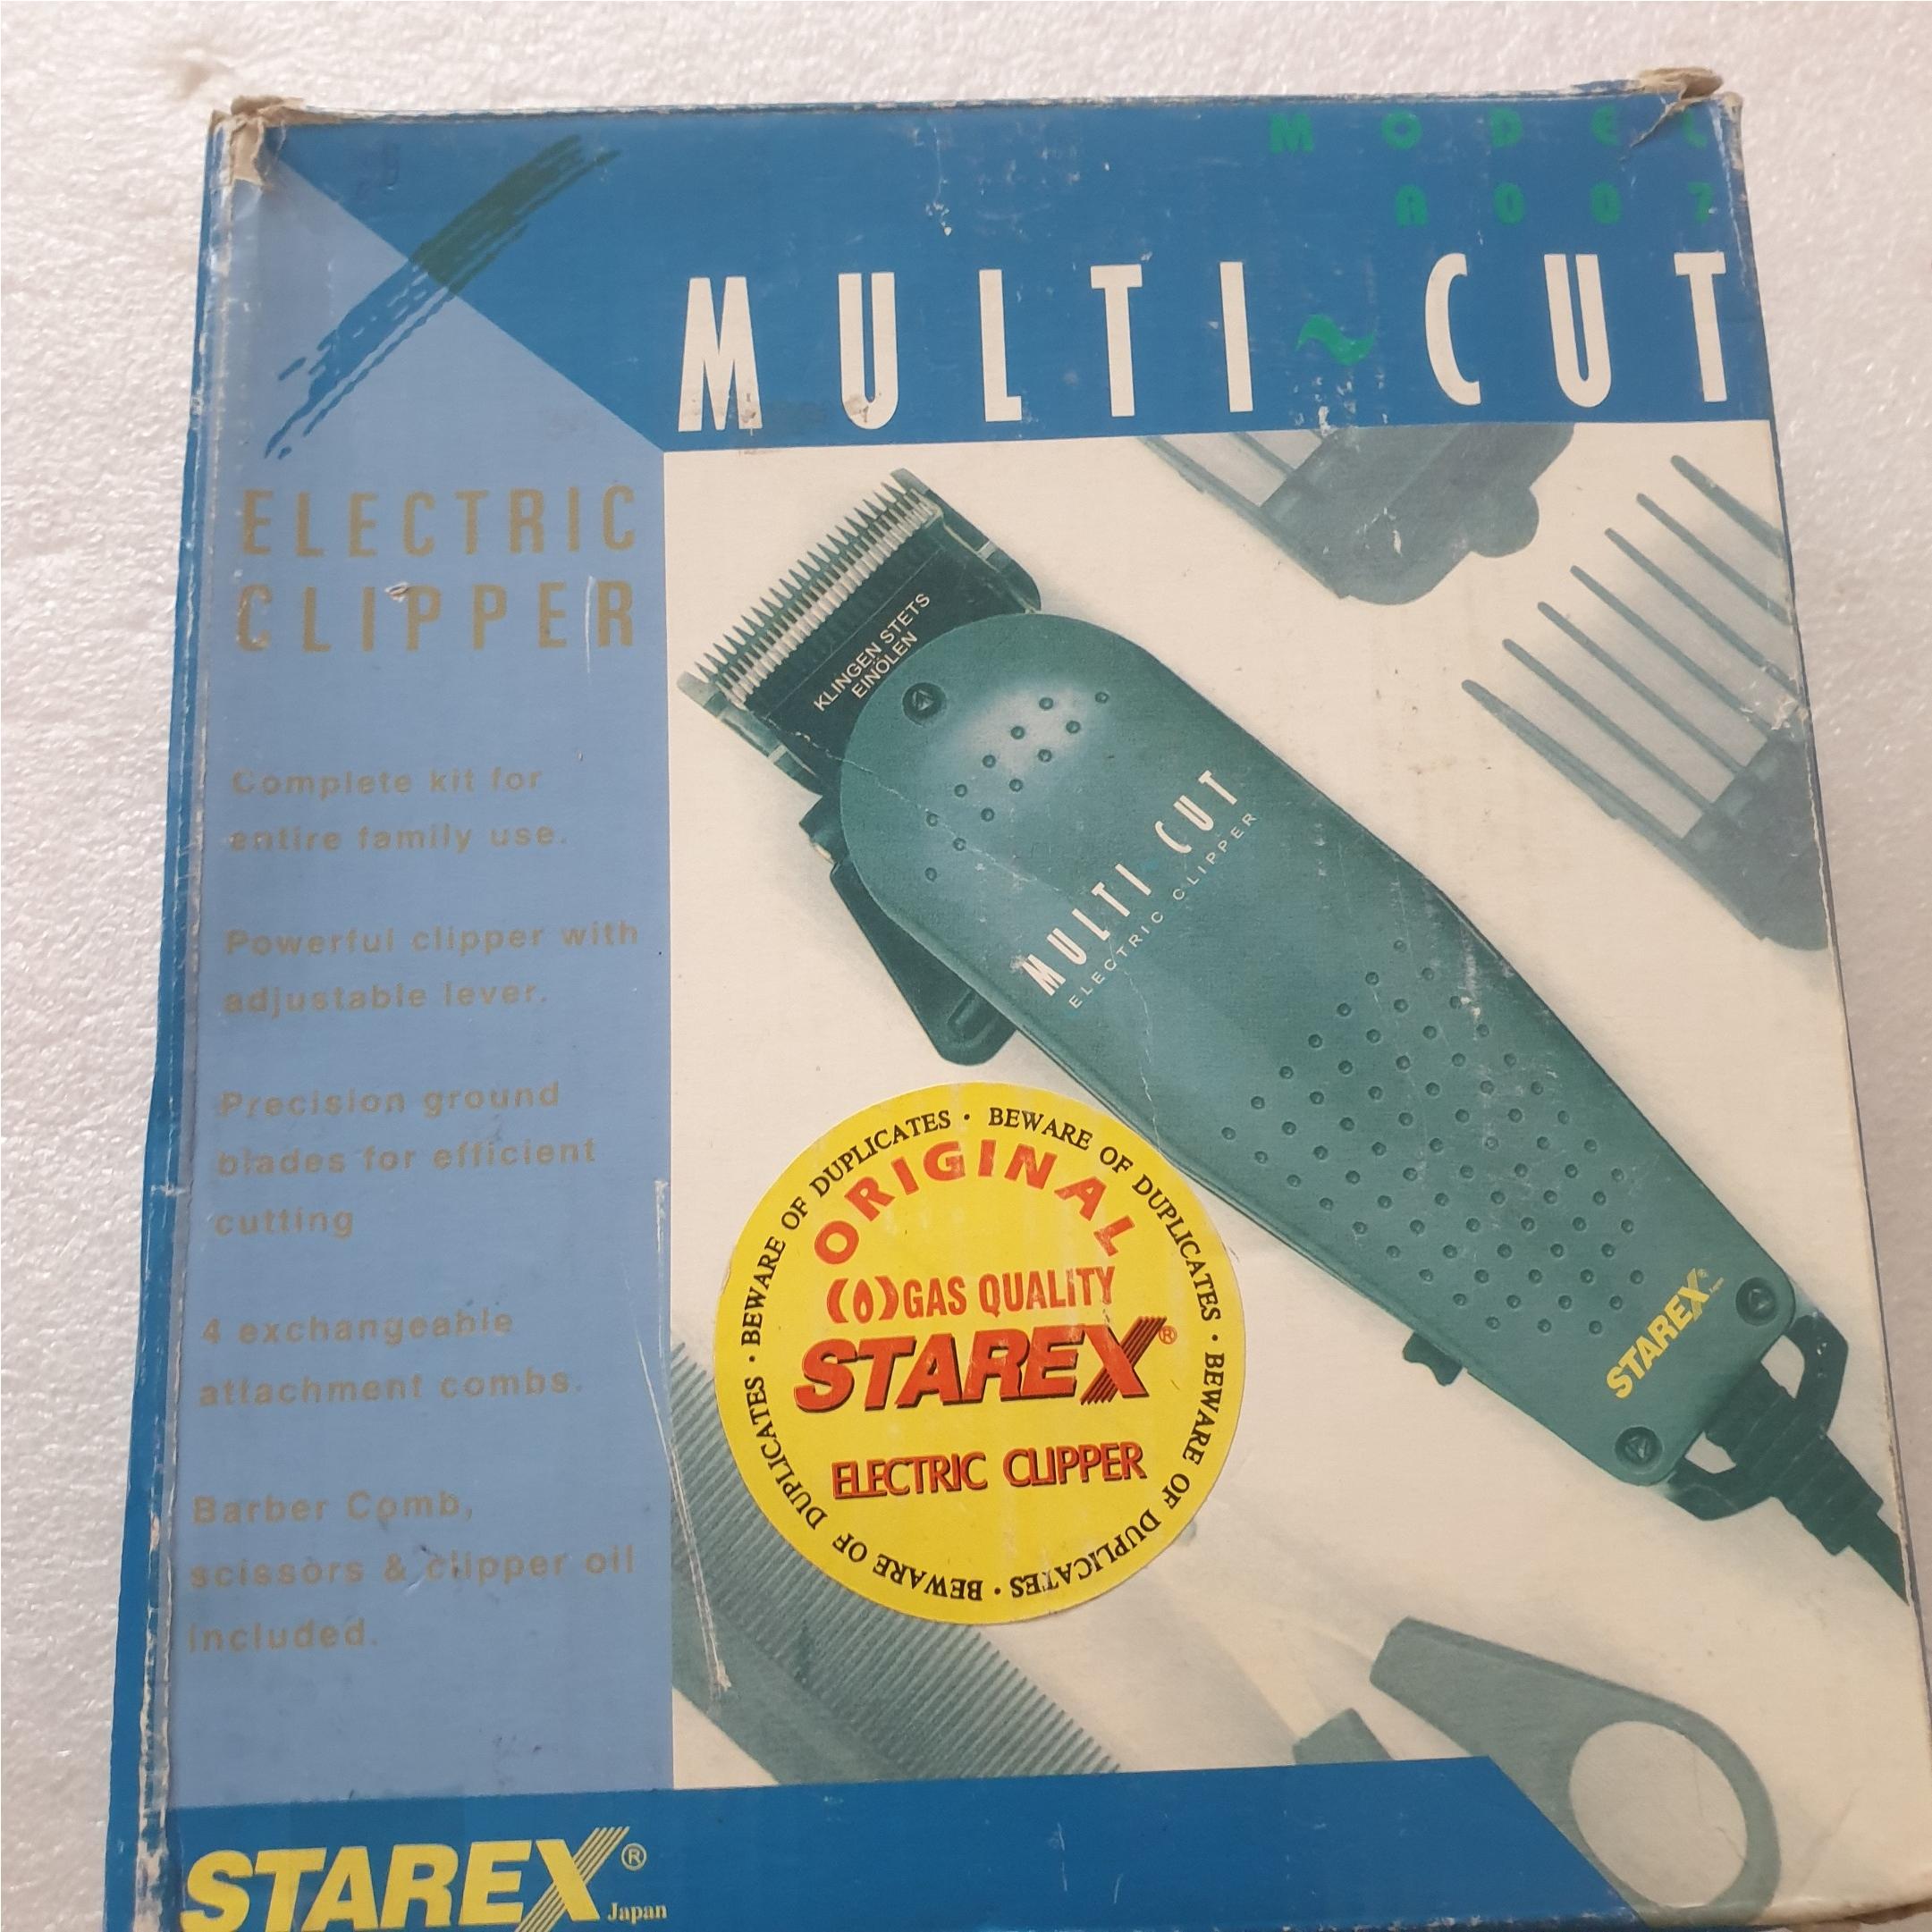 MODEL
A007
MULTI~CUT
ELECTRIC
CLIPPER
Complete kit for
entire family use.
Powerful clipper with
adjustable lever.
Precision ground
blades for efficient
cutting
4 exchangeable
attachment combs.
Barber Comb,
scissors & clipper oil
included.
KLINGEN STETS
EINÖLEN
MULTI~CUT
ELECTRIC CLIPPER
STAREX®
BEWARE OF DUPLICATES • BEWARE OF DUPLICATES • BEWARE OF DUPLICATES • BEWARE OF DUPLICATES •
ORIGINAL
GAS QUALITY
STAREX®
ELECTRIC CLIPPER
STAREX®
Japan